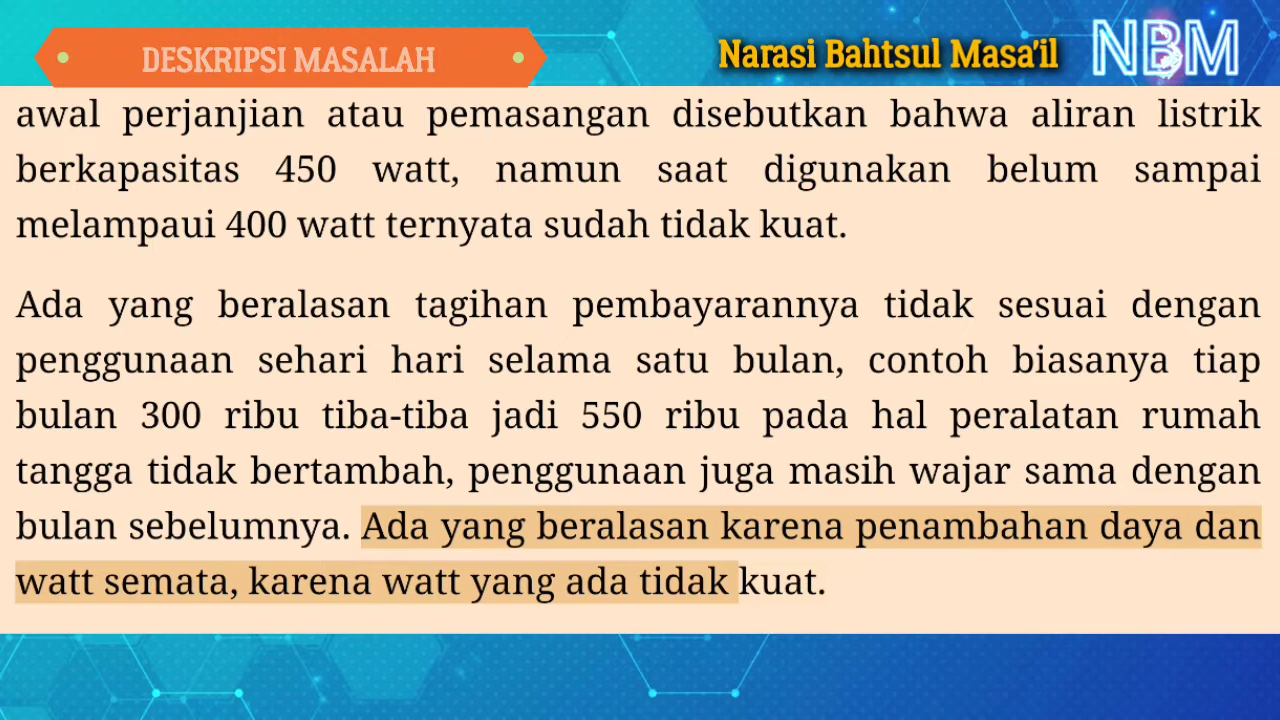 DESKRIPSI MASALAH
Narasi Bahtsul Masa'il
NBM
awal perjanjian atau pemasangan disebutkan bahwa aliran listrik
berkapasitas 450 watt, namun saat digunakan belum sampai
melampaui 400 watt ternyata sudah tidak kuat.
Ada yang beralasan tagihan pembayarannya tidak sesuai dengan
penggunaan sehari hari selama satu bulan, contoh biasanya tiap
bulan 300 ribu tiba-tiba jadi 550 ribu pada hal peralatan rumah
tangga tidak bertambah, penggunaan juga masih wajar sama dengan
bulan sebelumnya. Ada yang beralasan karena penambahan daya dan
watt semata, karena watt yang ada tidak kuat.